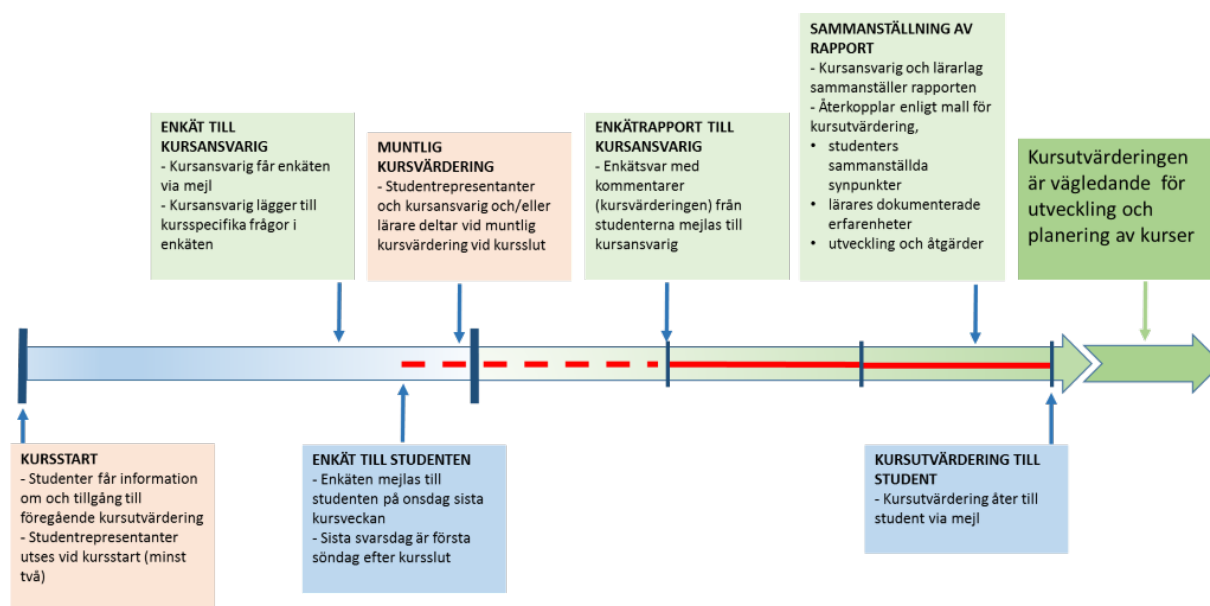 ENKÄT TILL
KURSANSVARIG
- Kursansvarig får enkäten
via mejl
- Kursansvarig lägger till
kursspecifika frågor i
enkäten
MUNTLIG
KURSVÄRDERING
- Studentrepresentanter
och kursansvarig och/eller
lärare deltar vid muntlig
kursvärdering vid kursslut
ENKÄTRAPPORT TILL
KURSANSVARIG
- Enkätsvar med
kommentarer
(kursvärderingen) från
studenterna mejlas till
kursansvarig
SAMMANSTÄLLNING AV
RAPPORT
- Kursansvarig och lärarlag
sammanställer rapporten
- Återkopplar enligt mall för
kursutvärdering,
• studenters
sammanställda
synpunkter
• lärares dokumenterade
erfarenheter
• utveckling och åtgärder
Kursutvärderingen
är vägledande för
utveckling och
planering av kurser
KURSSTART
- Studenter får information
om och tillgång till
föregående kursutvärdering
- Studentrepresentanter
utses vid kursstart (minst
två)
ENKÄT TILL STUDENTEN
- Enkäten mejlas till
studenten på onsdag sista
kursveckan
- Sista svarsdag är första
söndag efter kursslut
KURSUTVÄRDERING TILL
STUDENT
- Kursutvärdering åter till
student via mejl